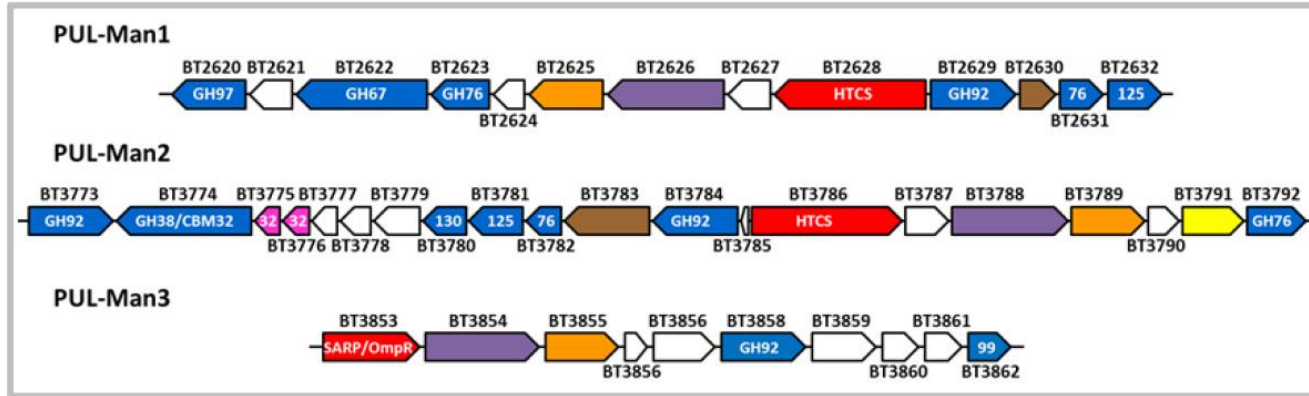 PUL-Man1
BT2620 BT2621 BT2622 BT2623 BT2625 BT2626 BT2627 BT2628 BT2629 BT2630 BT2632
GH97 GH67 GH76 HTCS GH92 76 125
BT2624 BT2631
PUL-Man2
BT3773 BT3774 BT3775 BT3777 BT3779 BT3781 BT3783 BT3784 BT3786 BT3787 BT3788 BT3789 BT3791 BT3792
GH92 GH38/CBM32 32 32 130 125 76 GH92 HTCS GH76
BT3776 BT3778 BT3780 BT3782 BT3785 BT3790
PUL-Man3
BT3853 BT3854 BT3855 BT3856 BT3858 BT3859 BT3861
SARP/OmpR GH92 99
BT3856 BT3860 BT3862